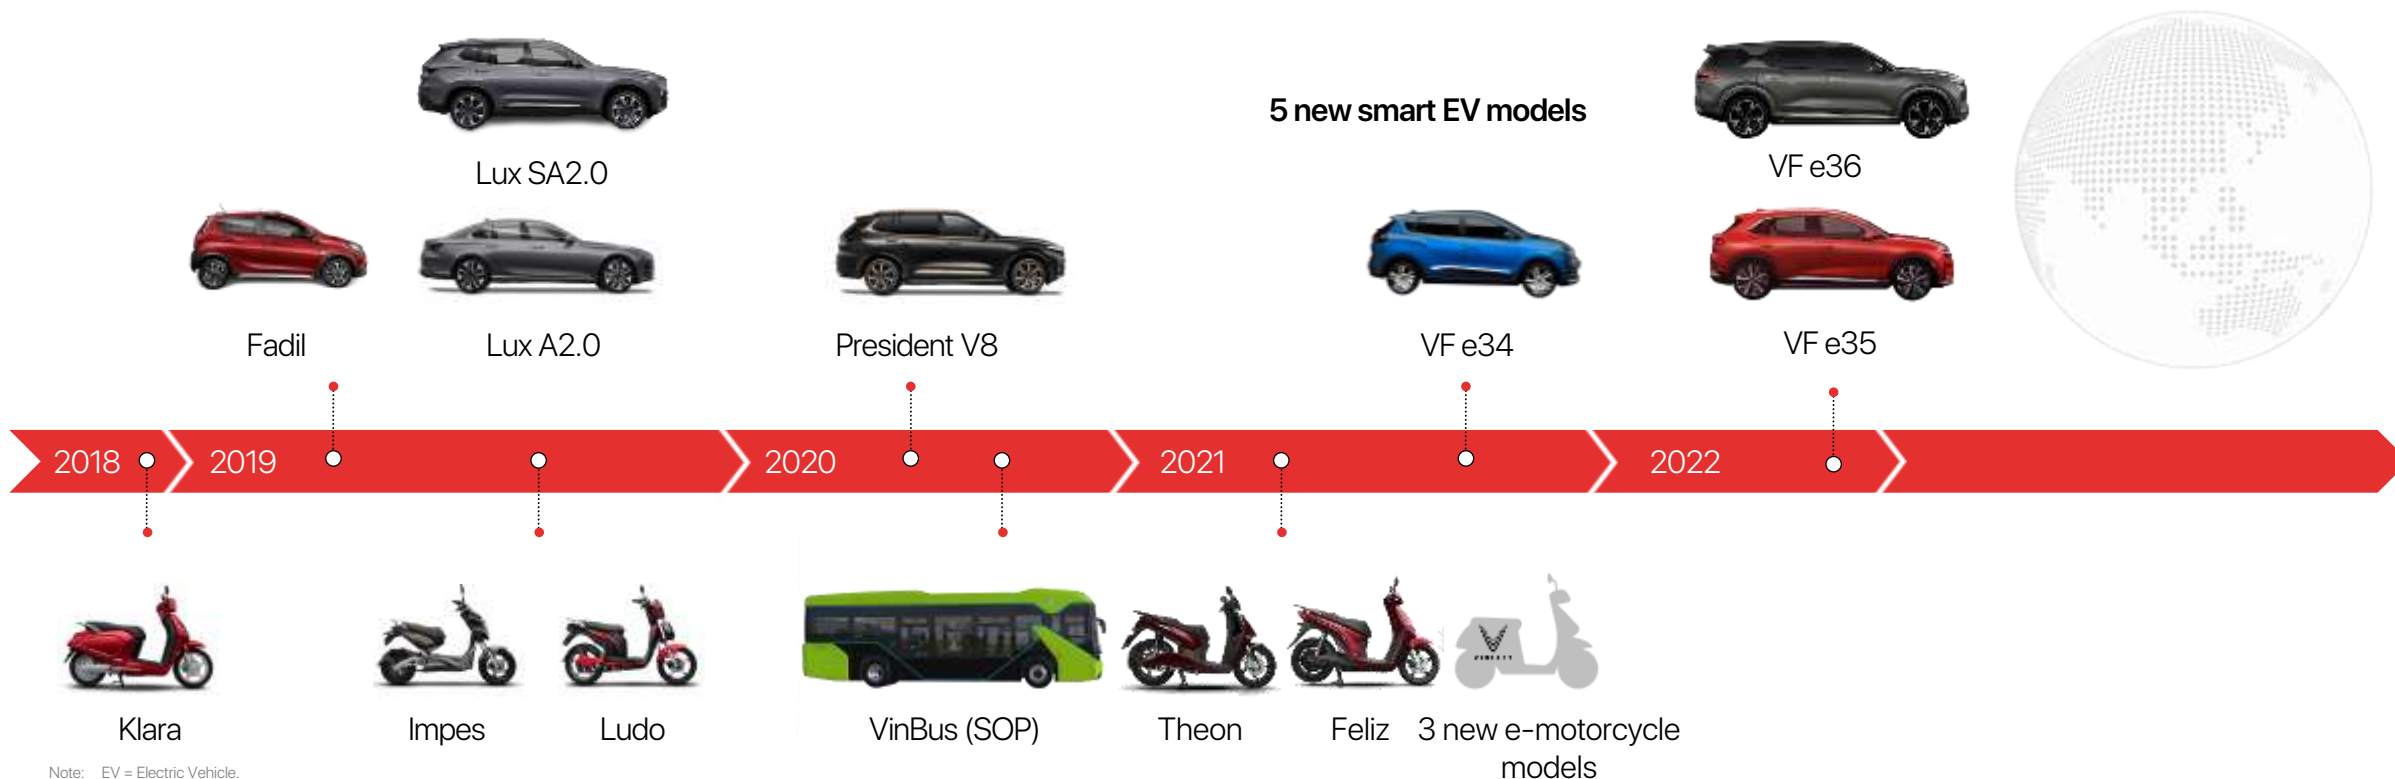 5 new smart EV models
Lux SA2.0
VF e36
Fadil
Lux A2.0
President V8
VF e34
VF e35
2018
2019
2020
2021
2022
Klara
Impes
Ludo
VinBus (SOP)
Theon
Feliz
3 new e-motorcycle
models
Note: EV = Electric Vehicle.